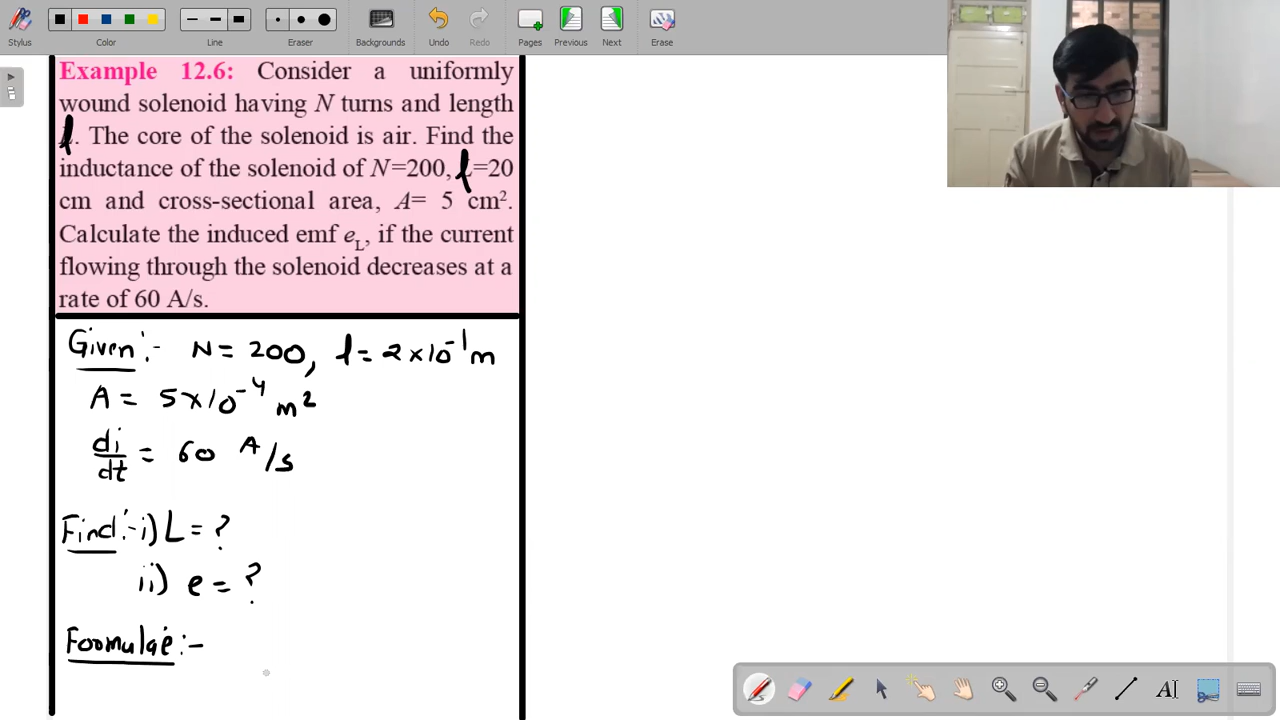 Stylus
Color
Line
Eraser
Backgrounds
Undo
Redo
Pages
Previous
Next
Erase
Example 12.6: Consider a uniformly
wound solenoid having N turns and length
l. The core of the solenoid is air. Find the
inductance of the solenoid of N=200, l=20
cm and cross-sectional area, A= 5 cm².
Calculate the induced emf e_L, if the current
flowing through the solenoid decreases at a
rate of 60 A/s.
Given:- N = 200, l = 2×10⁻¹m
A = 5×10⁻⁴ m²
di/dt = 60 A/s
Find:- i) L = ?
ii) e = ?
Foomulae:-
AI